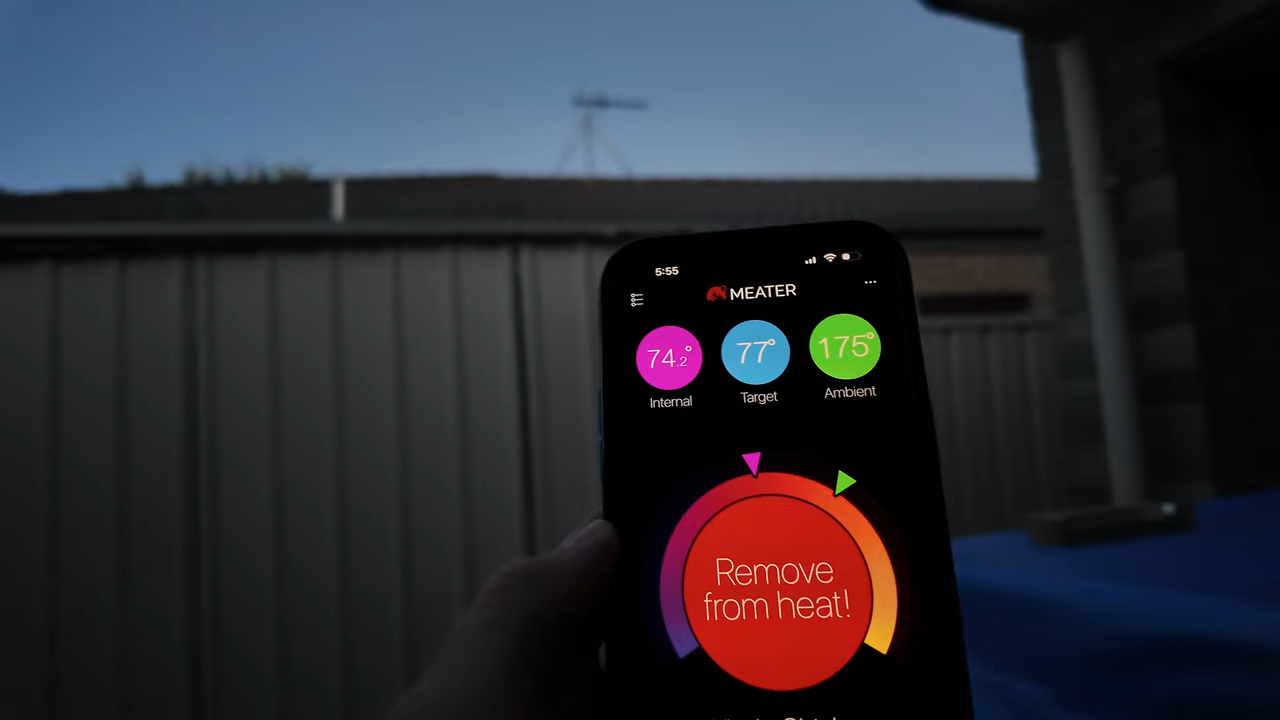 5:55
MEATER
74.2°
77°
175°
Internal
Target
Ambient
Remove
from heat!